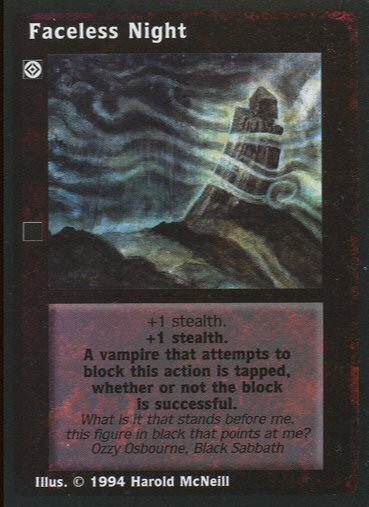 Faceless Night
+1 stealth.
+1 stealth.
A vampire that attempts to
block this action is tapped,
whether or not the block
is successful.
What is it that stands before me,
this figure in black that points at me?
Ozzy Osbourne, Black Sabbath
Illus. © 1994 Harold McNeill